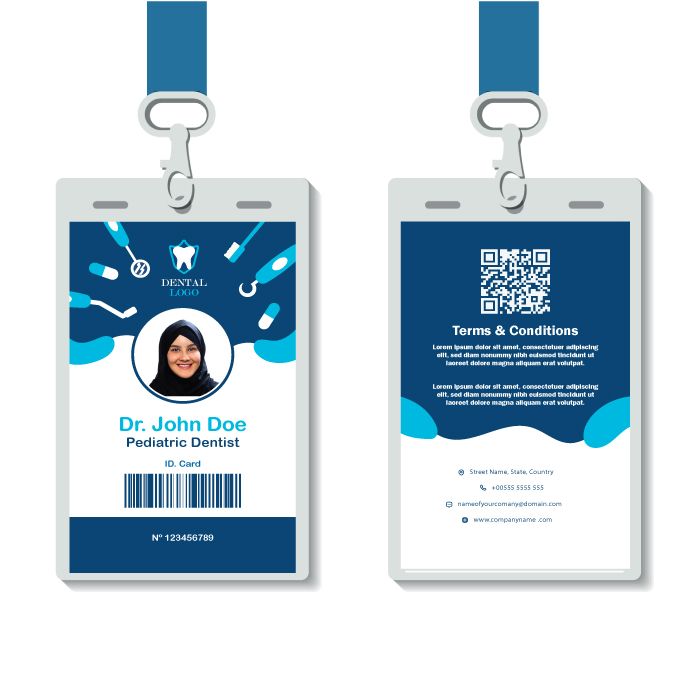 DENTAL
LOGO
Dr. John Doe
Pediatric Dentist
ID. Card
Nº 123456789
Terms & Conditions
Lorem ipsum dolor sit amet, consectetuer adipis
elit, sed diam nonummy nibh euismod tincidunt
ut laoreet dolore magna aliquam erat volutpat.
Lorem ipsum dolor sit amet, consectetuer adipis
elit, sed diam nonummy nibh euismod tincidunt
ut laoreet dolore magna aliquam erat volutpat.
Street Name, State, Country
+00555 5555 555
nameofyourcomany@domain.com
www.companyname .com